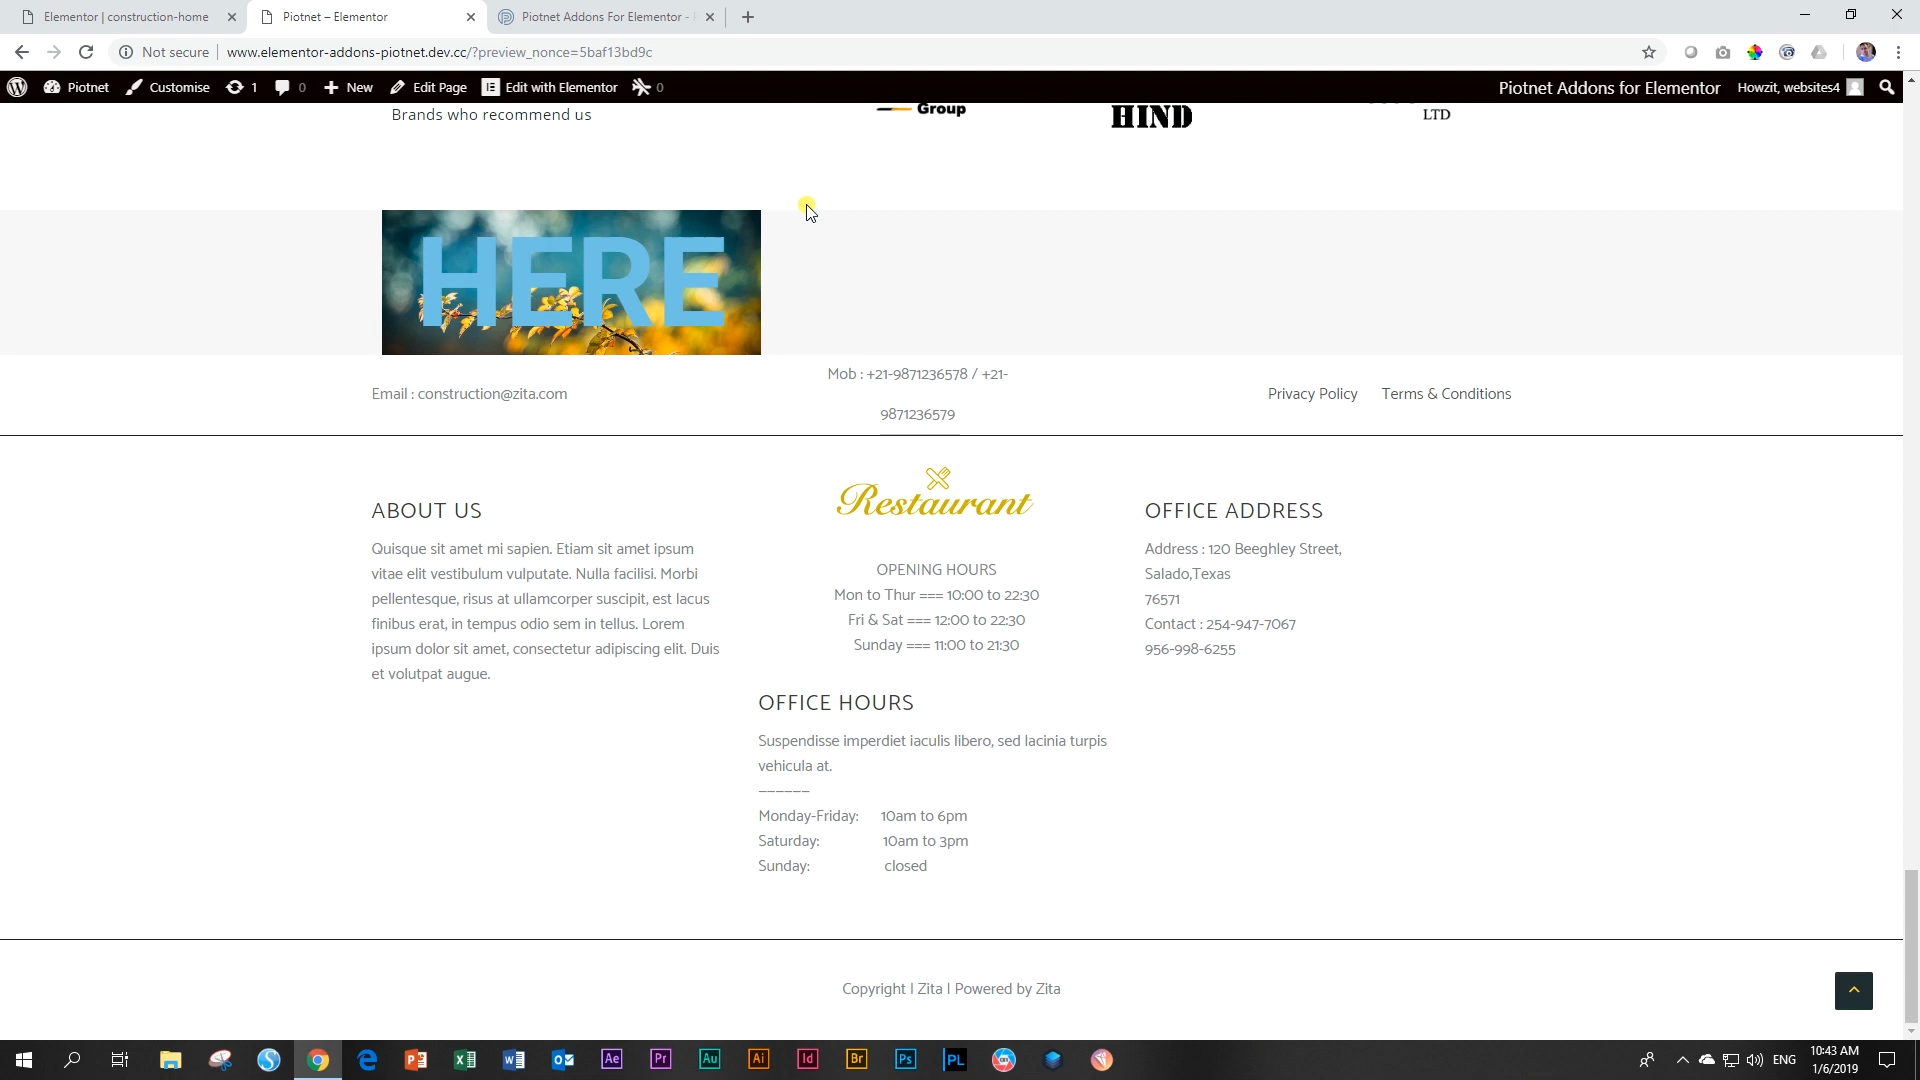 Elementor | construction-home
Piotnet – Elementor
Piotnet Addons For Elementor -
Not secure
www.elementor-addons-piotnet.dev.cc/?preview_nonce=5baf13bd9c
Piotnet
Customise
1
0
New
Edit Page
Edit with Elementor
0
Piotnet Addons for Elementor
Howzit, websites4
Brands who recommend us
Group
HIND
LTD
HERE
Email : construction@zita.com
Mob : +21-9871236578 / +21-
9871236579
Privacy Policy
Terms & Conditions
ABOUT US
Quisque sit amet mi sapien. Etiam sit amet ipsum
vitae elit vestibulum vulputate. Nulla facilisi. Morbi
pellentesque, risus at ullamcorper suscipit, est lacus
finibus erat, in tempus odio sem in tellus. Lorem
ipsum dolor sit amet, consectetur adipiscing elit. Duis
et volutpat augue.
Restaurant
OPENING HOURS
Mon to Thur === 10:00 to 22:30
Fri & Sat === 12:00 to 22:30
Sunday === 11:00 to 21:30
OFFICE HOURS
Suspendisse imperdiet iaculis libero, sed lacinia turpis
vehicula at.
——————
Monday-Friday: 10am to 6pm
Saturday: 10am to 3pm
Sunday: closed
OFFICE ADDRESS
Address : 120 Beeghley Street,
Salado,Texas
76571
Contact : 254-947-7067
956-998-6255
Copyright | Zita | Powered by Zita
Ae
Pr
Au
Ai
Id
Br
Ps
PL
ENG
10:43 AM
1/6/2019